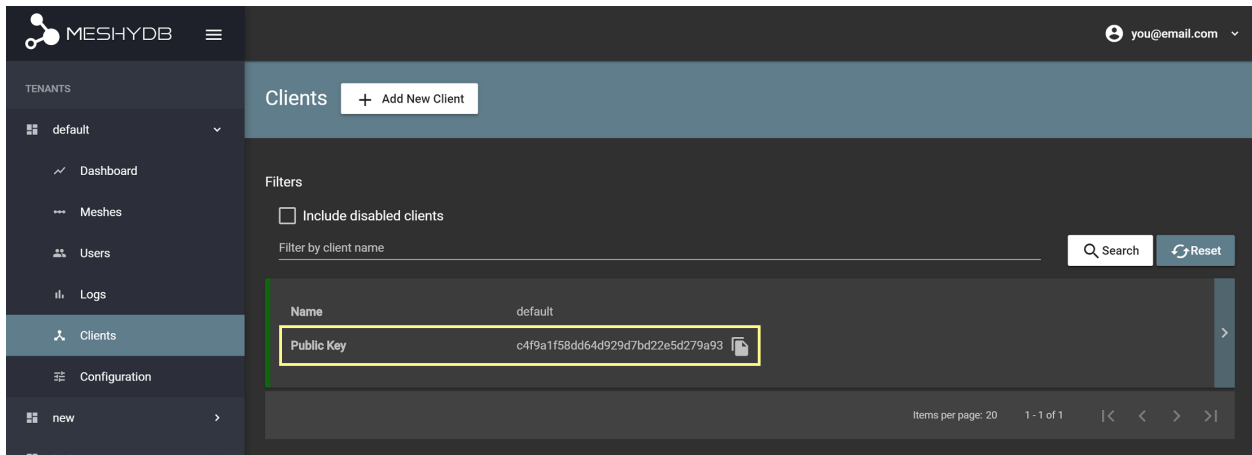 MESHYDB
you@email.com
TENANTS
default
Dashboard
Meshes
Users
Logs
Clients
Configuration
new
Clients
+ Add New Client
Filters
Include disabled clients
Filter by client name
Search
Reset
Name default
Public Key c4f9a1f58dd64d929d7bd22e5d279a93
Items per page: 20 1 - 1 of 1